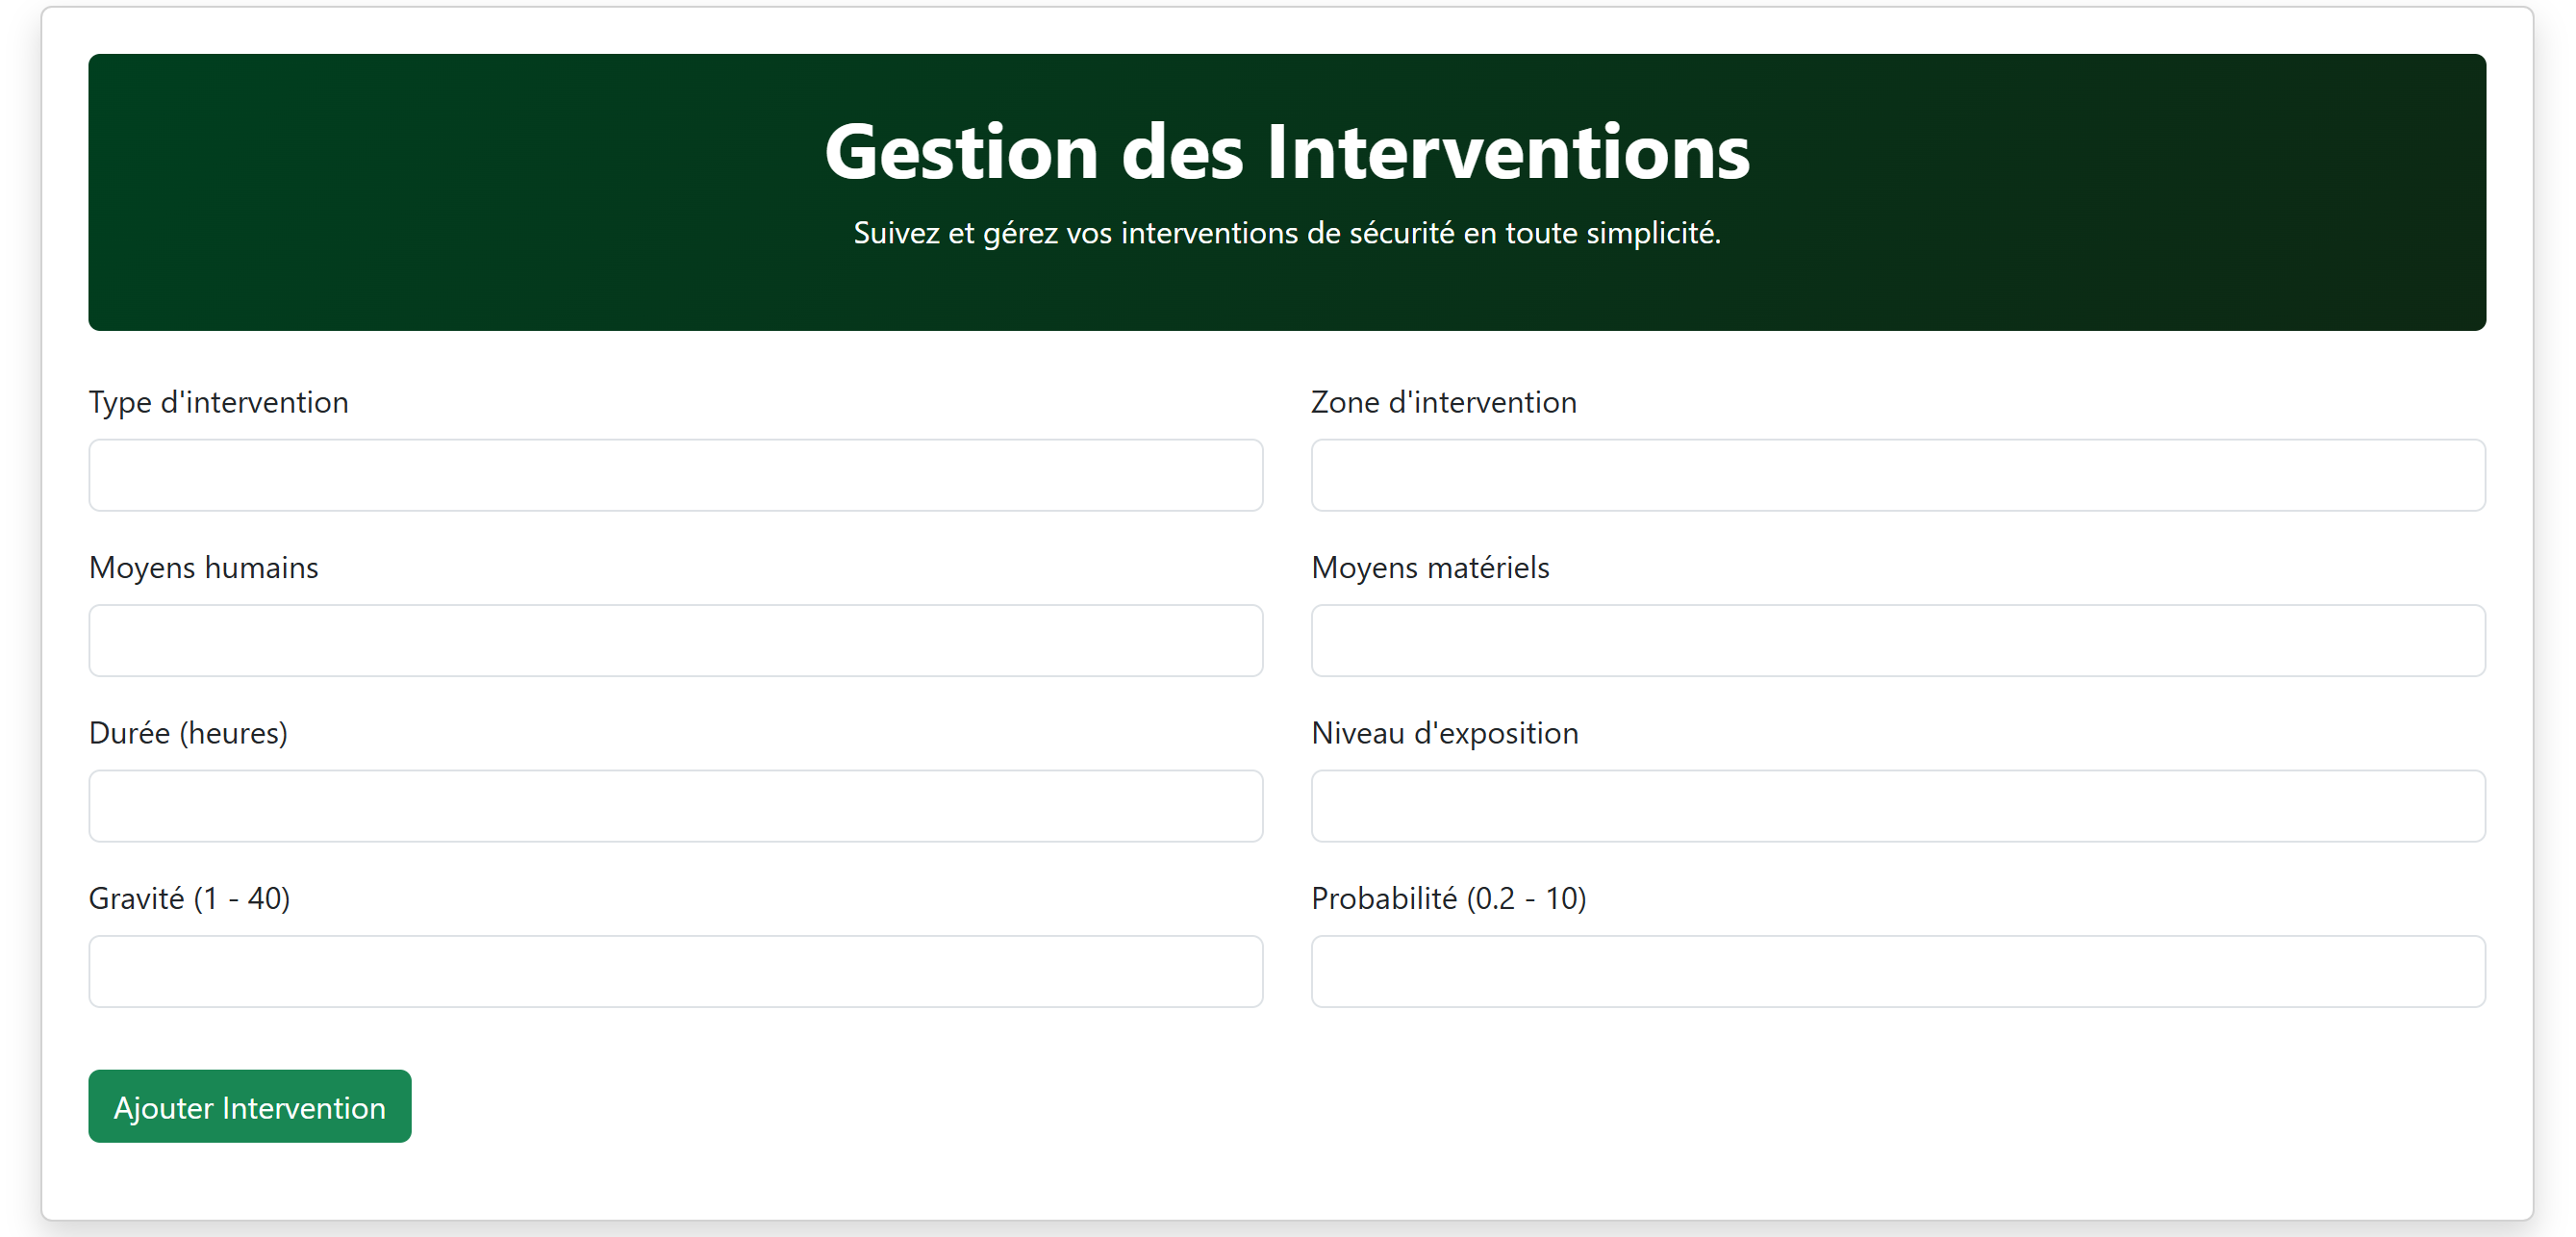 Gestion des Interventions
Suivez et gérez vos interventions de sécurité en toute simplicité.
Type d'intervention
Zone d'intervention
Moyens humains
Moyens matériels
Durée (heures)
Niveau d'exposition
Gravité (1 - 40)
Probabilité (0.2 - 10)
Ajouter Intervention